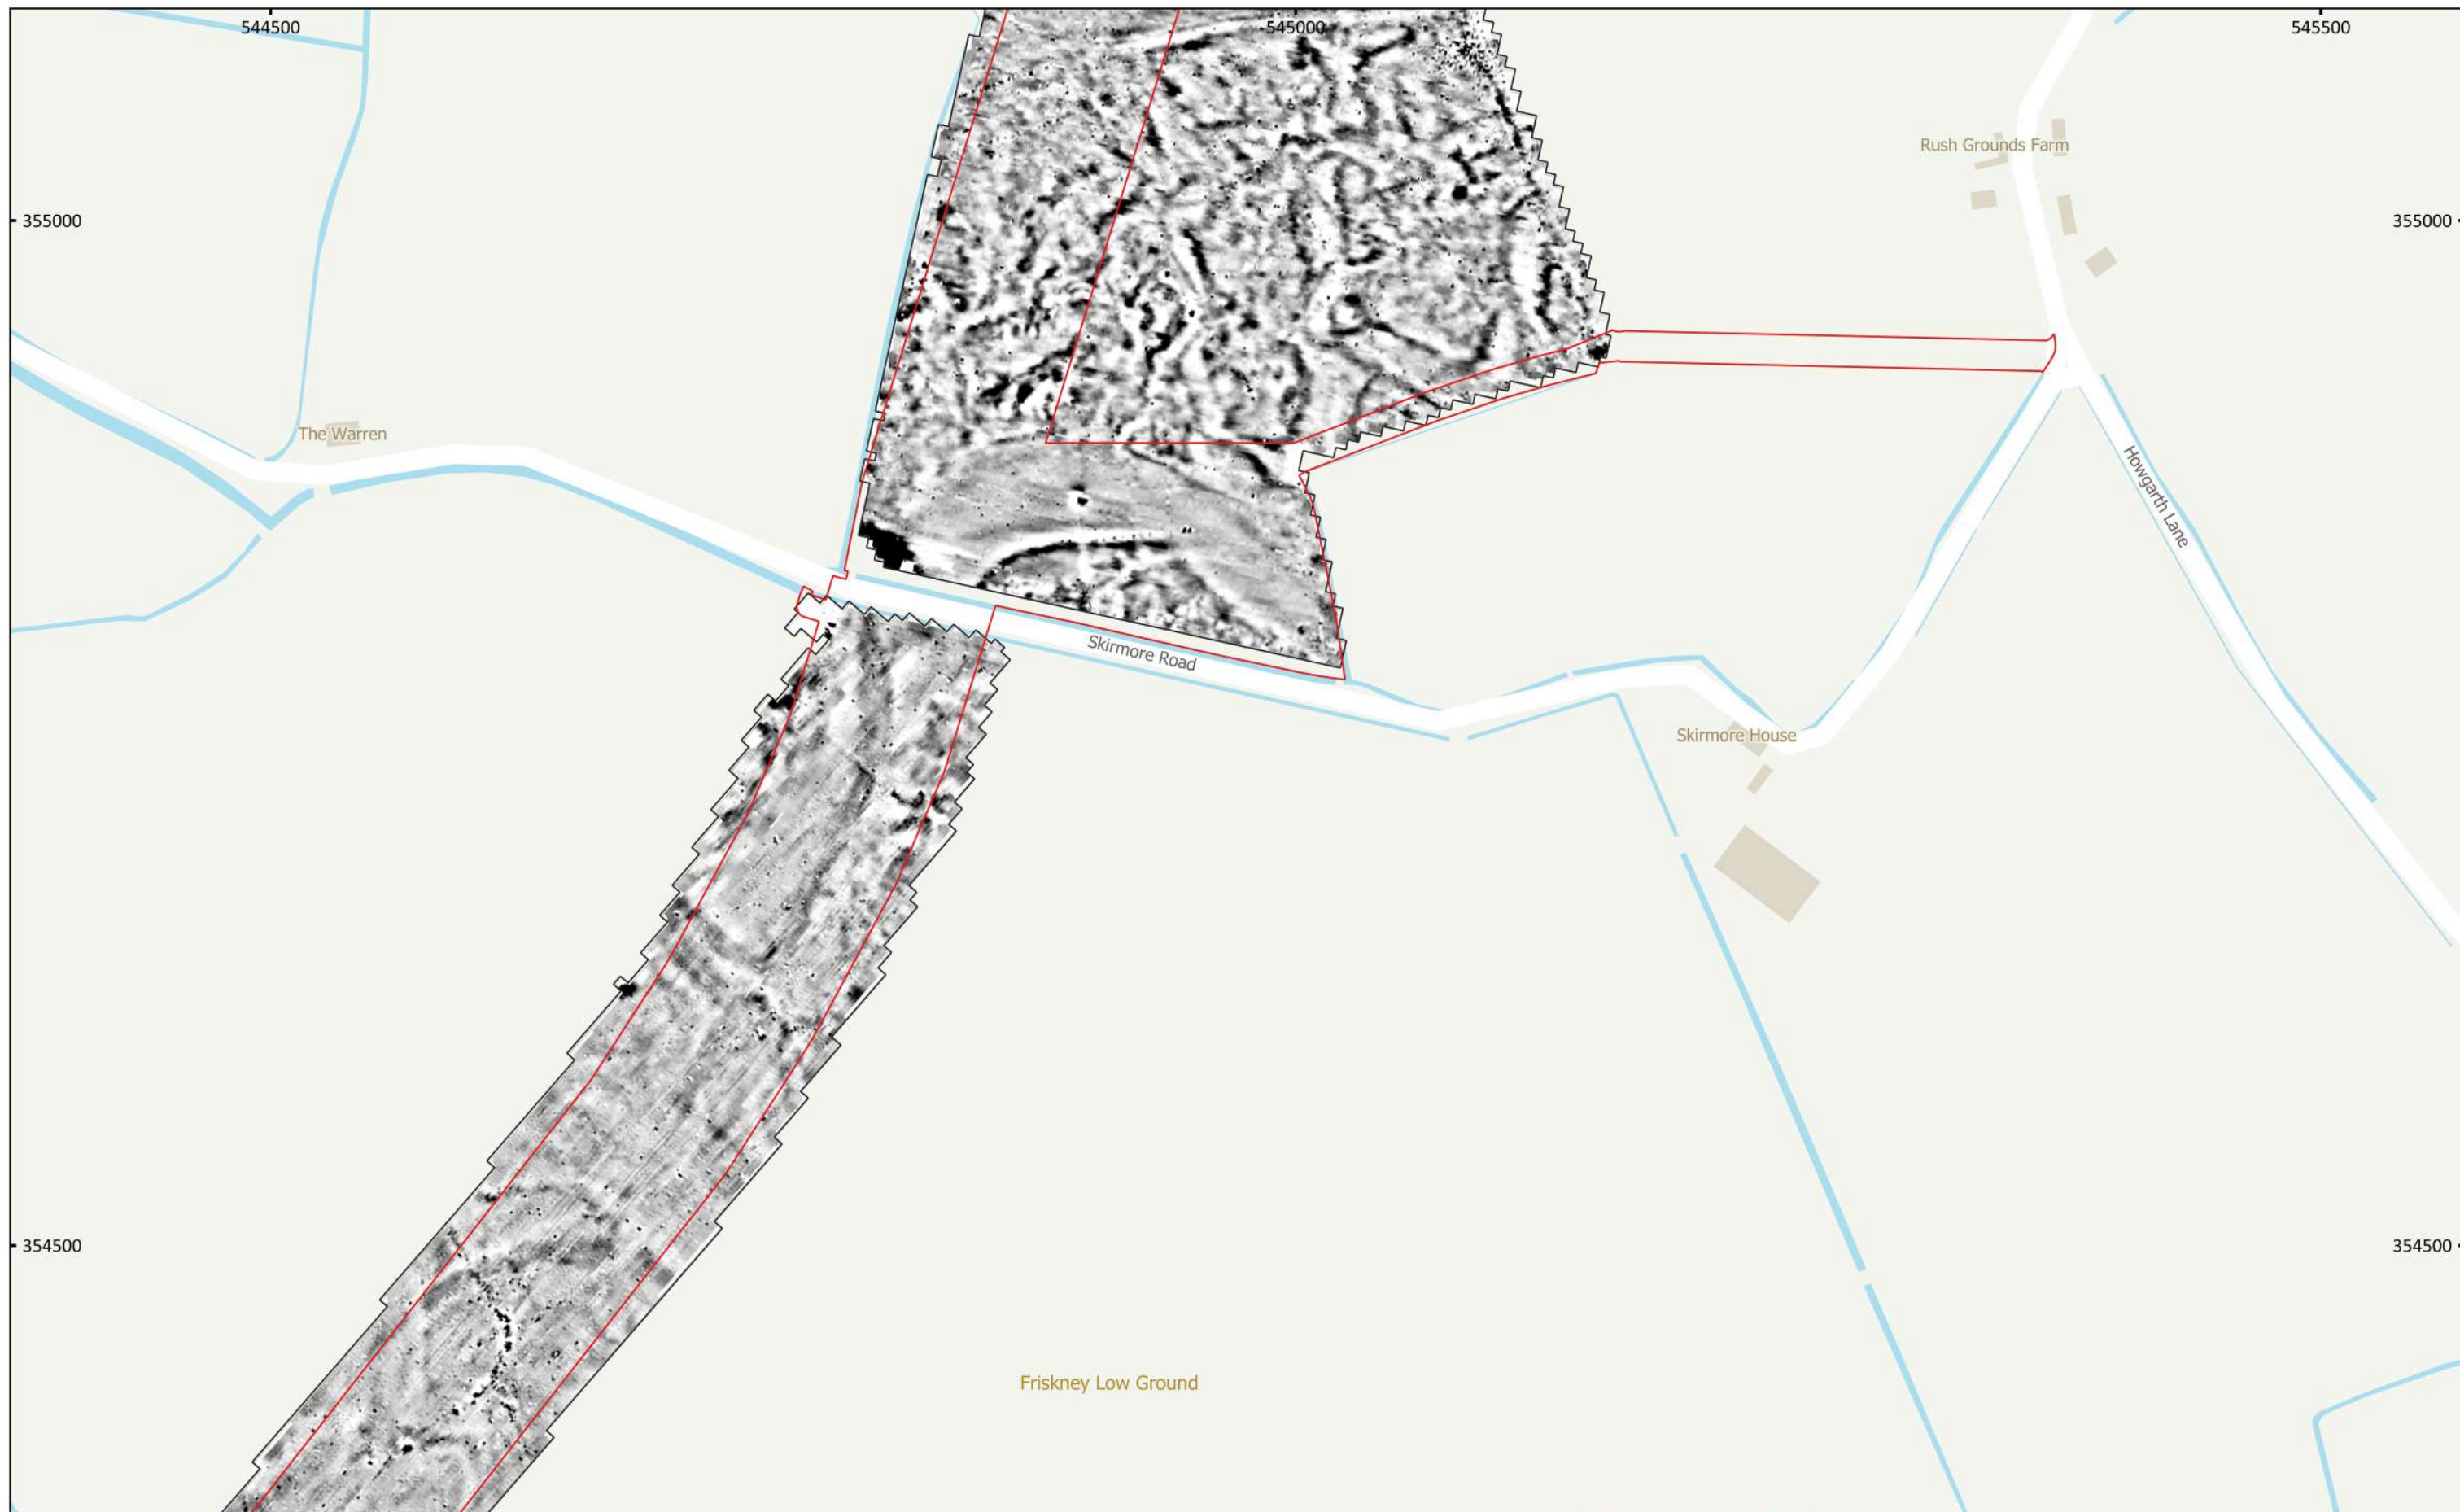 544500
545000
545500
Rush Grounds Farm
355000
355000
The Warren
Howgarth Lane
Skirmore Road
Skirmore House
354500
354500
Friskney Low Ground